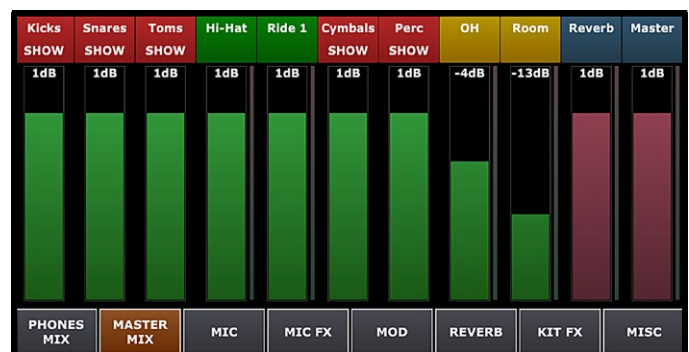 Kicks Snares Toms Hi-Hat Ride 1 Cymbals Perc OH Room Reverb Master
SHOW SHOW SHOW SHOW SHOW
1dB 1dB 1dB 1dB 1dB 1dB 1dB -4dB -13dB 1dB 1dB
PHONES MASTER MIC MIC FX MOD REVERB KIT FX MISC
MIX MIX